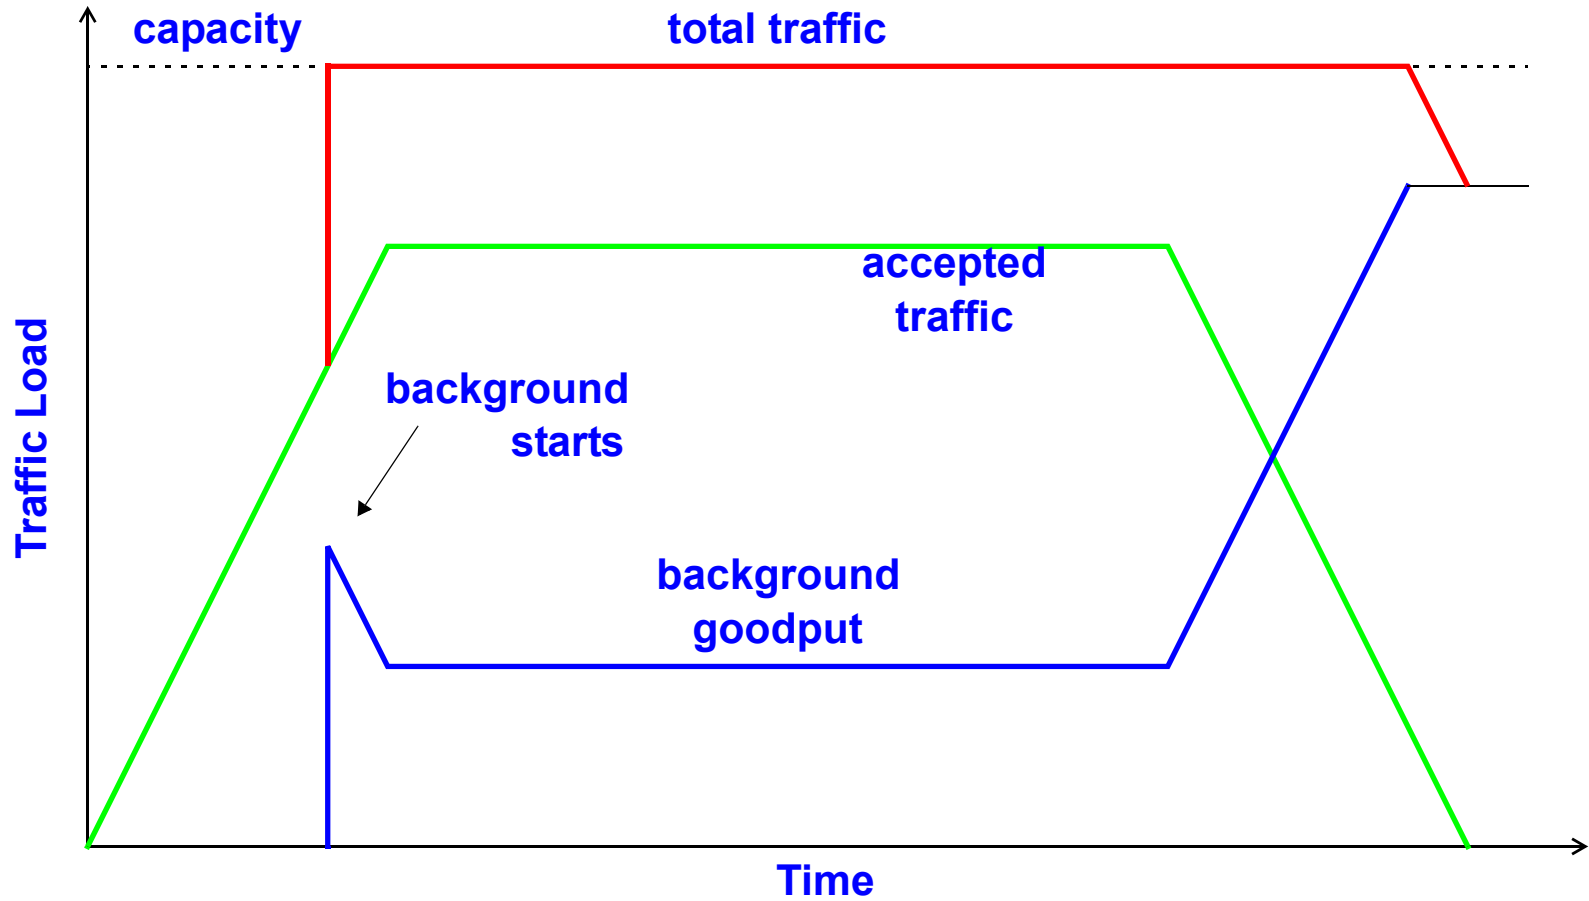 capacity
total traffic
accepted
traffic
background
starts
background
goodput
Traffic Load
Time